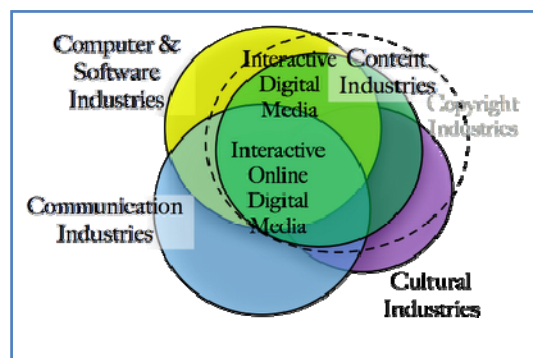 Computer &
Software
Industries
Interactive
Digital
Media
Content
Industries
Copyright
Industries
Interactive
Online
Digital
Media
Communication
Industries
Cultural
Industries